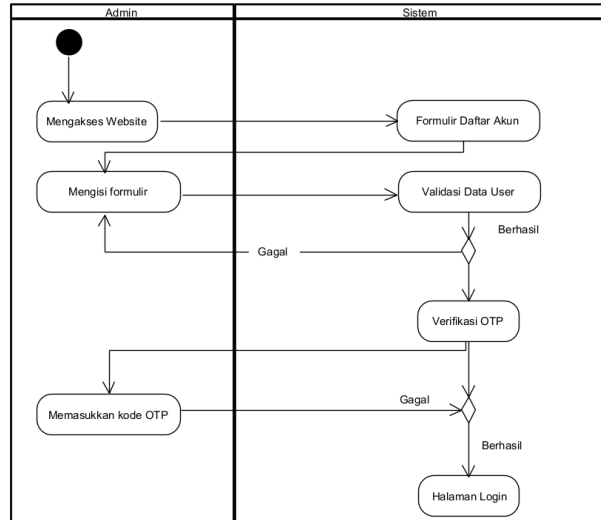 Admin
Sistem
Mengakses Website
Formulir Daftar Akun
Mengisi formulir
Validasi Data User
Berhasil
Gagal
Verifikasi OTP
Memasukkan kode OTP
Gagal
Berhasil
Halaman Login